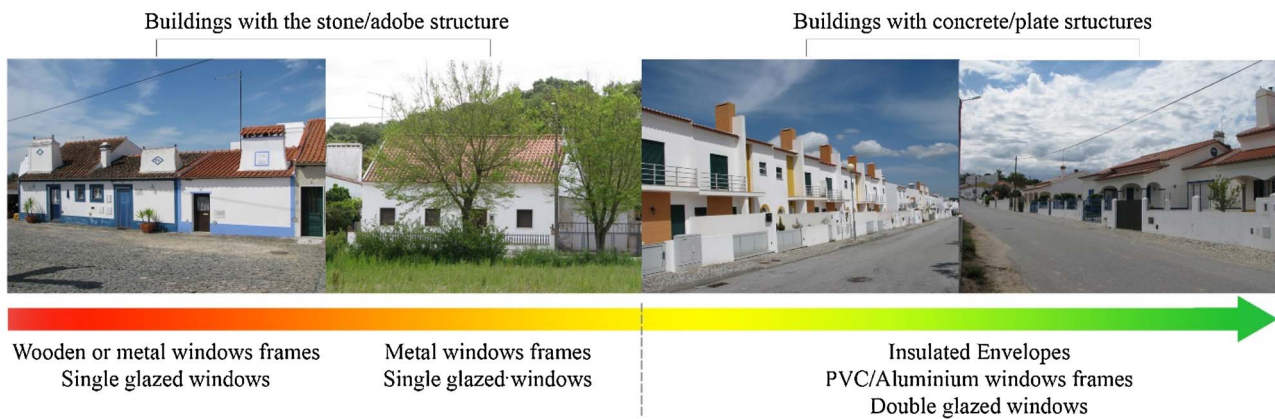 Buildings with the stone/adobe structure
Buildings with concrete/plate srtuctures
Wooden or metal windows frames
Single glazed windows
Metal windows frames
Single glazed windows
Insulated Envelopes
PVC/Aluminium windows frames
Double glazed windows